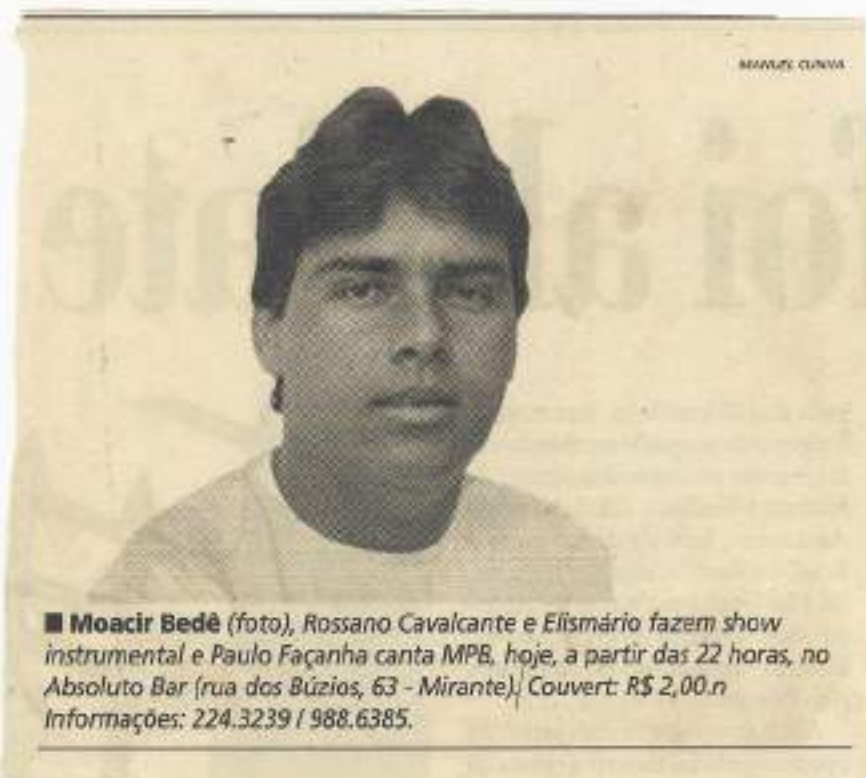 MANUEL CUNHA
■ Moacir Bedê (foto), Rossano Cavalcante e Elismário fazem show
instrumental e Paulo Façanha canta MPB, hoje, a partir das 22 horas, no
Absoluto Bar (rua dos Búzios, 63 - Mirante). Couvert: R$ 2,00.n
Informações: 224.3239 / 988.6385.